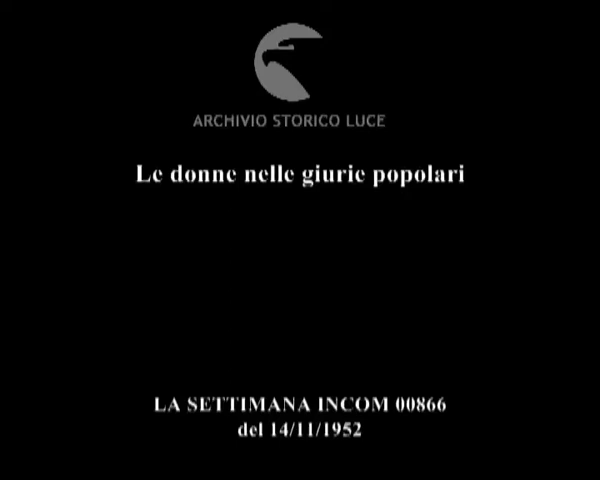 ARCHIVIO STORICO LUCE
Le donne nelle giurie popolari
LA SETTIMANA INCOM 00866
del 14/11/1952